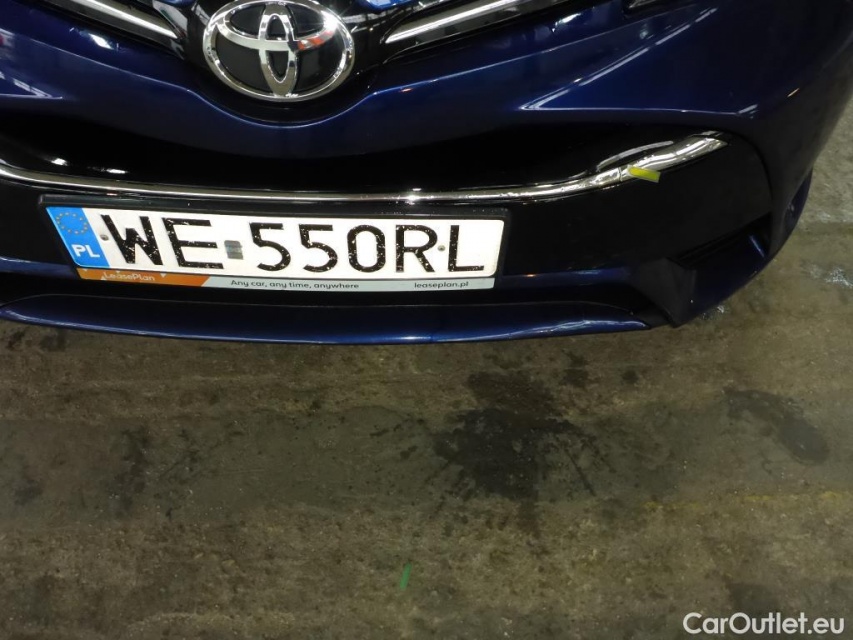 PL WE 550RL
LeasePlan Any car, any time, anywhere leaseplan.pl
CarOutlet.eu